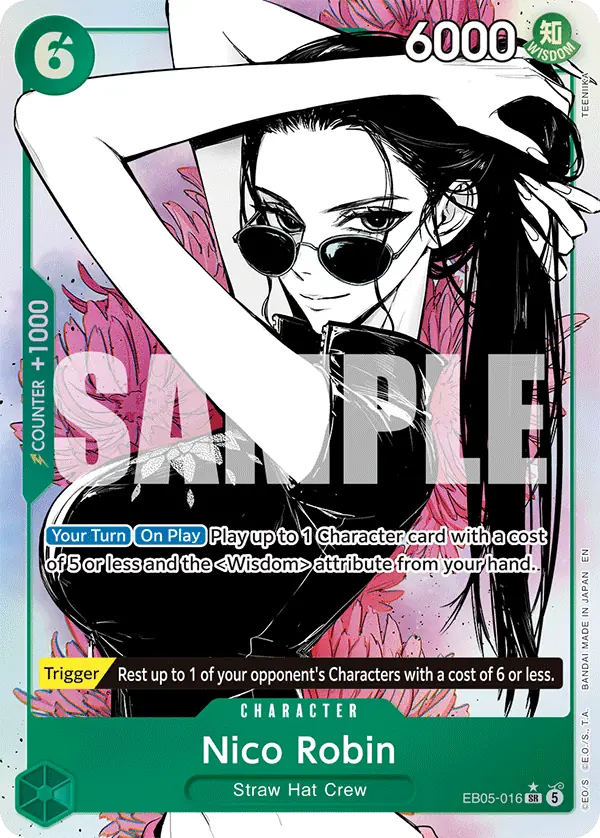 6
6000
知
WISDOM
TEENIIKA
COUNTER +1000
SAMPLE
Your Turn On Play Play up to 1 Character card with a cost
of 5 or less and the <Wisdom> attribute from your hand..
Trigger Rest up to 1 of your opponent's Characters with a cost of 6 or less.
CHARACTER
Nico Robin
Straw Hat Crew
EB05-016 SR 5
©E.O/S ©E.O./S., T.A. BANDAI MADE IN JAPAN EN